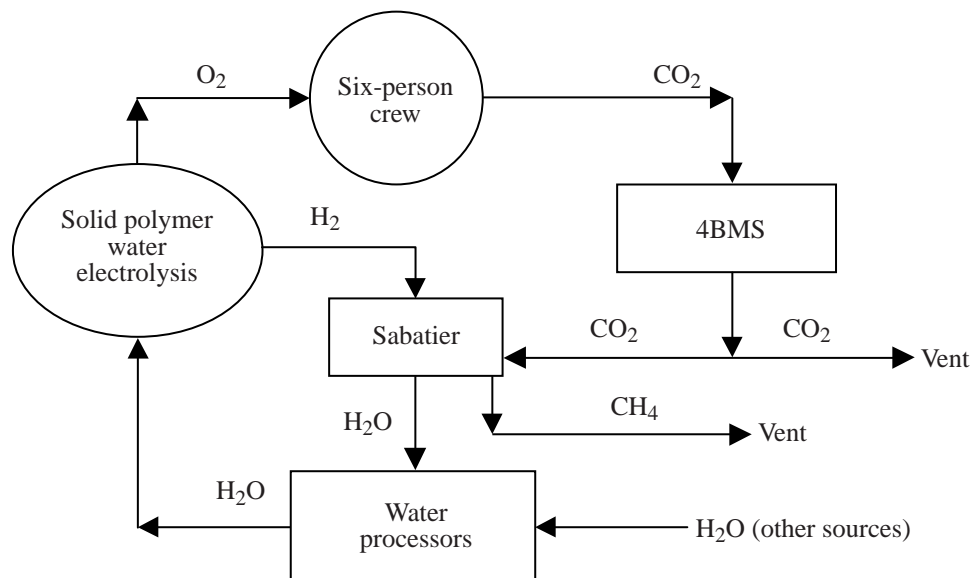 O₂
Six-person
crew
CO₂
Solid polymer
water
electrolysis
H₂
4BMS
Sabatier
CO₂
CO₂
Vent
H₂O
CH₄
Vent
H₂O
Water
processors
H₂O (other sources)